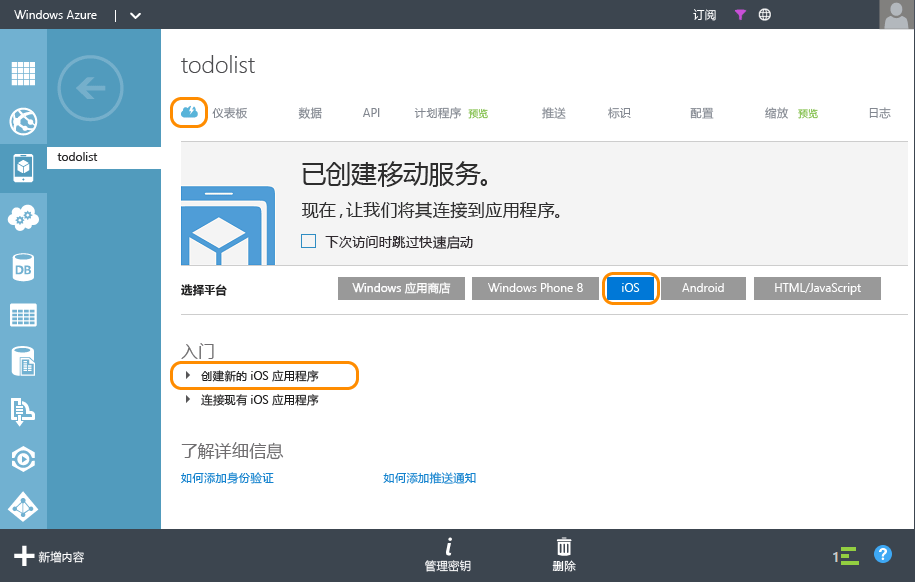 Windows Azure | 订阅
todolist
仪表板 数据 API 计划程序 预览 推送 标识 配置 缩放 预览 日志
todolist
已创建移动服务。
现在，让我们将其连接到应用程序。
下次访问时跳过快速启动
选择平台 Windows 应用商店 Windows Phone 8 iOS Android HTML/JavaScript
入门
创建新的 iOS 应用程序
连接现有 iOS 应用程序
了解详细信息
如何添加身份验证 如何添加推送通知
DB
新增内容 管理密钥 删除 1 ?